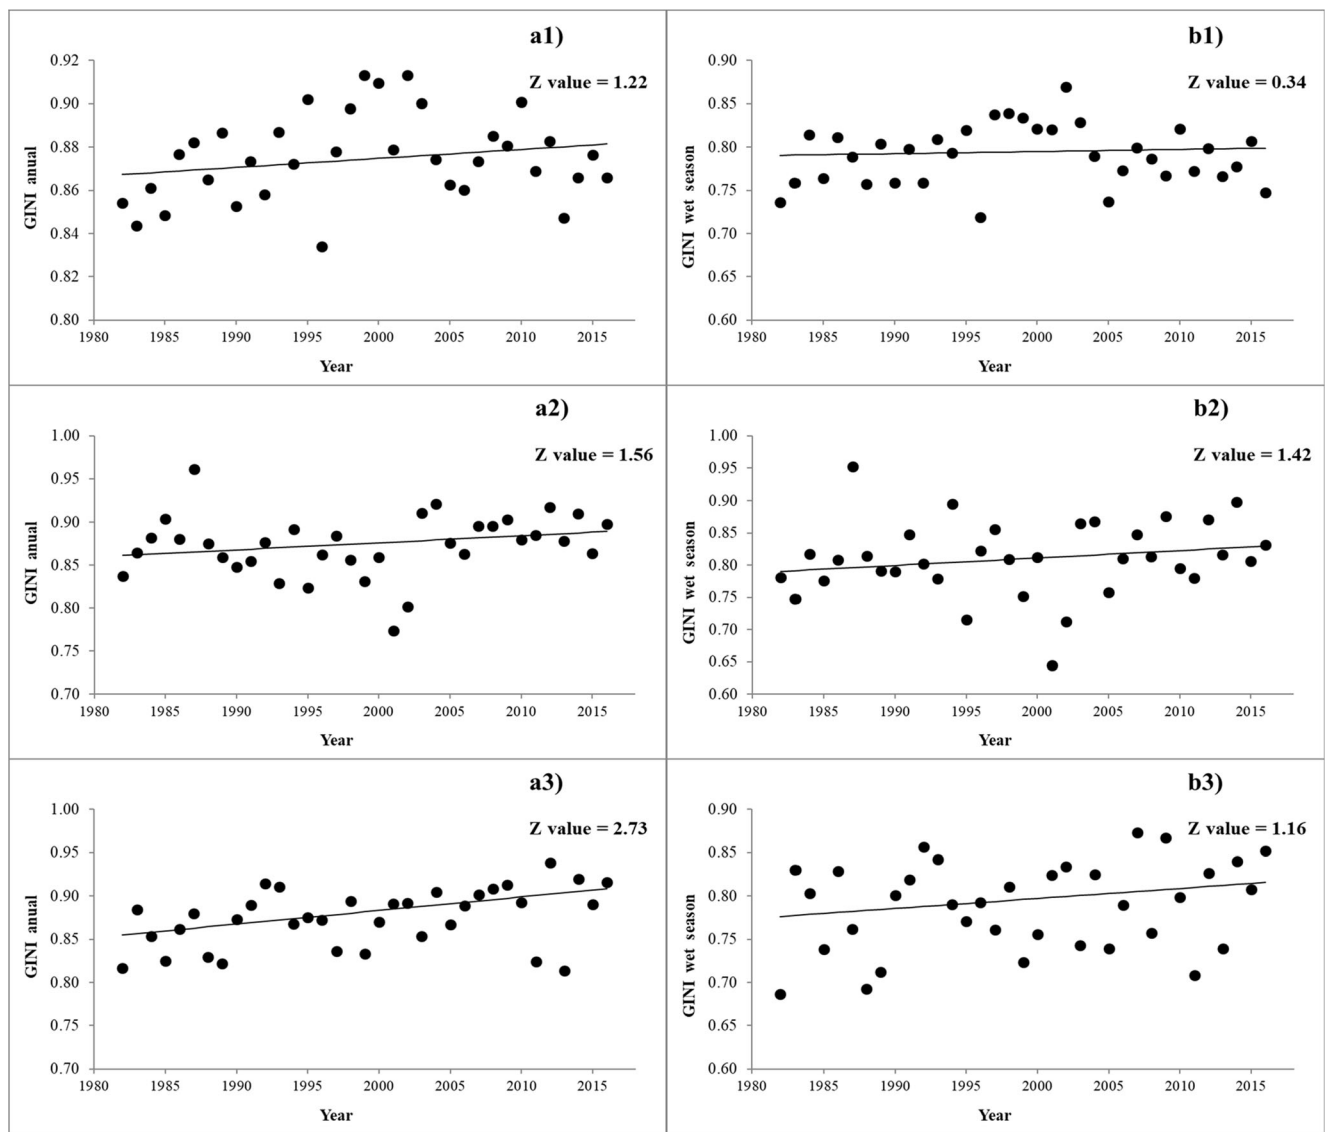 a1)
Z value = 1.22
GINI anual
0.92
0.90
0.88
0.86
0.84
0.82
0.80
1980 1985 1990 1995 2000 2005 2010 2015
Year
b1)
Z value = 0.34
GINI wet season
0.90
0.85
0.80
0.75
0.70
0.65
0.60
1980 1985 1990 1995 2000 2005 2010 2015
Year
a2)
Z value = 1.56
GINI anual
1.00
0.95
0.90
0.85
0.80
0.75
0.70
1980 1985 1990 1995 2000 2005 2010 2015
Year
b2)
Z value = 1.42
GINI wet season
1.00
0.95
0.90
0.85
0.80
0.75
0.70
0.65
0.60
1980 1985 1990 1995 2000 2005 2010 2015
Year
a3)
Z value = 2.73
GINI anual
1.00
0.95
0.90
0.85
0.80
0.75
0.70
1980 1985 1990 1995 2000 2005 2010 2015
Year
b3)
Z value = 1.16
GINI wet season
0.90
0.85
0.80
0.75
0.70
0.65
0.60
1980 1985 1990 1995 2000 2005 2010 2015
Year